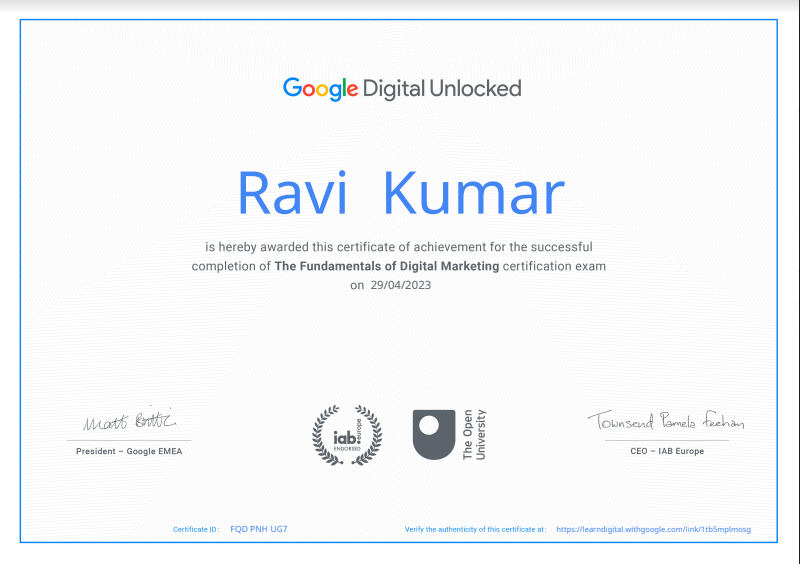 Google Digital Unlocked
Ravi Kumar
is hereby awarded this certificate of achievement for the successful
completion of The Fundamentals of Digital Marketing certification exam
on 29/04/2023
Matt Brittin
Townsend Pamela Feehan
President – Google EMEA
iab europe
ENDORSED
The Open
University
CEO – IAB Europe
Certificate ID: FQD PNH UG7
Verify the authenticity of this certificate at: https://learndigital.withgoogle.com/link/1tb5mplmosg